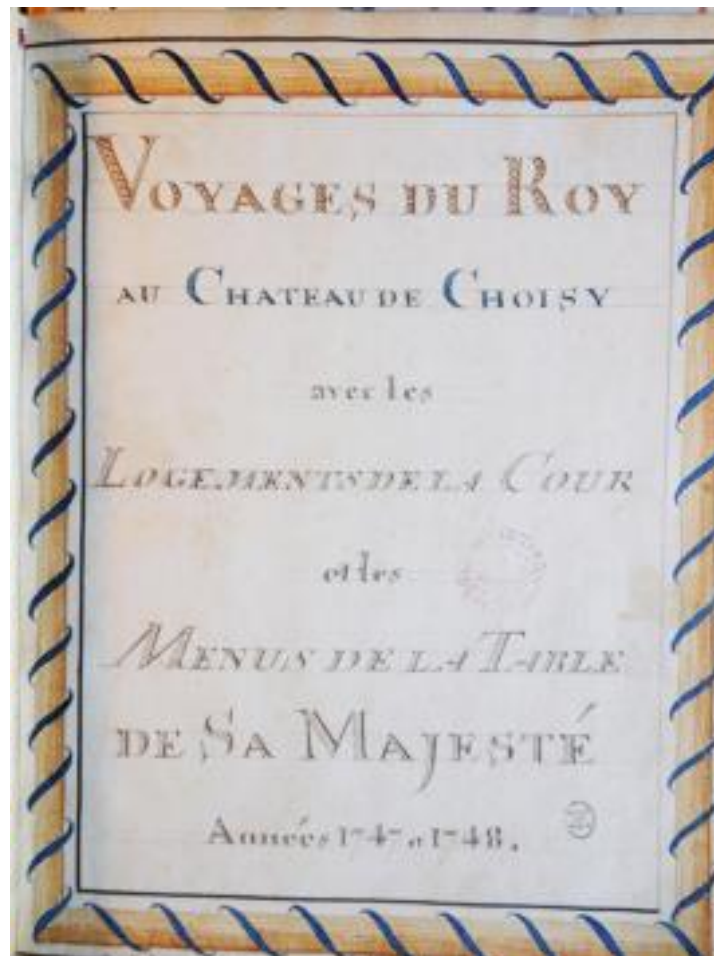 VOYAGES DU ROY
AU CHATEAU DE CHOISY
avec les
LOGEMENTS DE LA COUR
et les
MENUS DE LA TABLE
DE SA MAJESTÉ
Années 1747 et 1748.